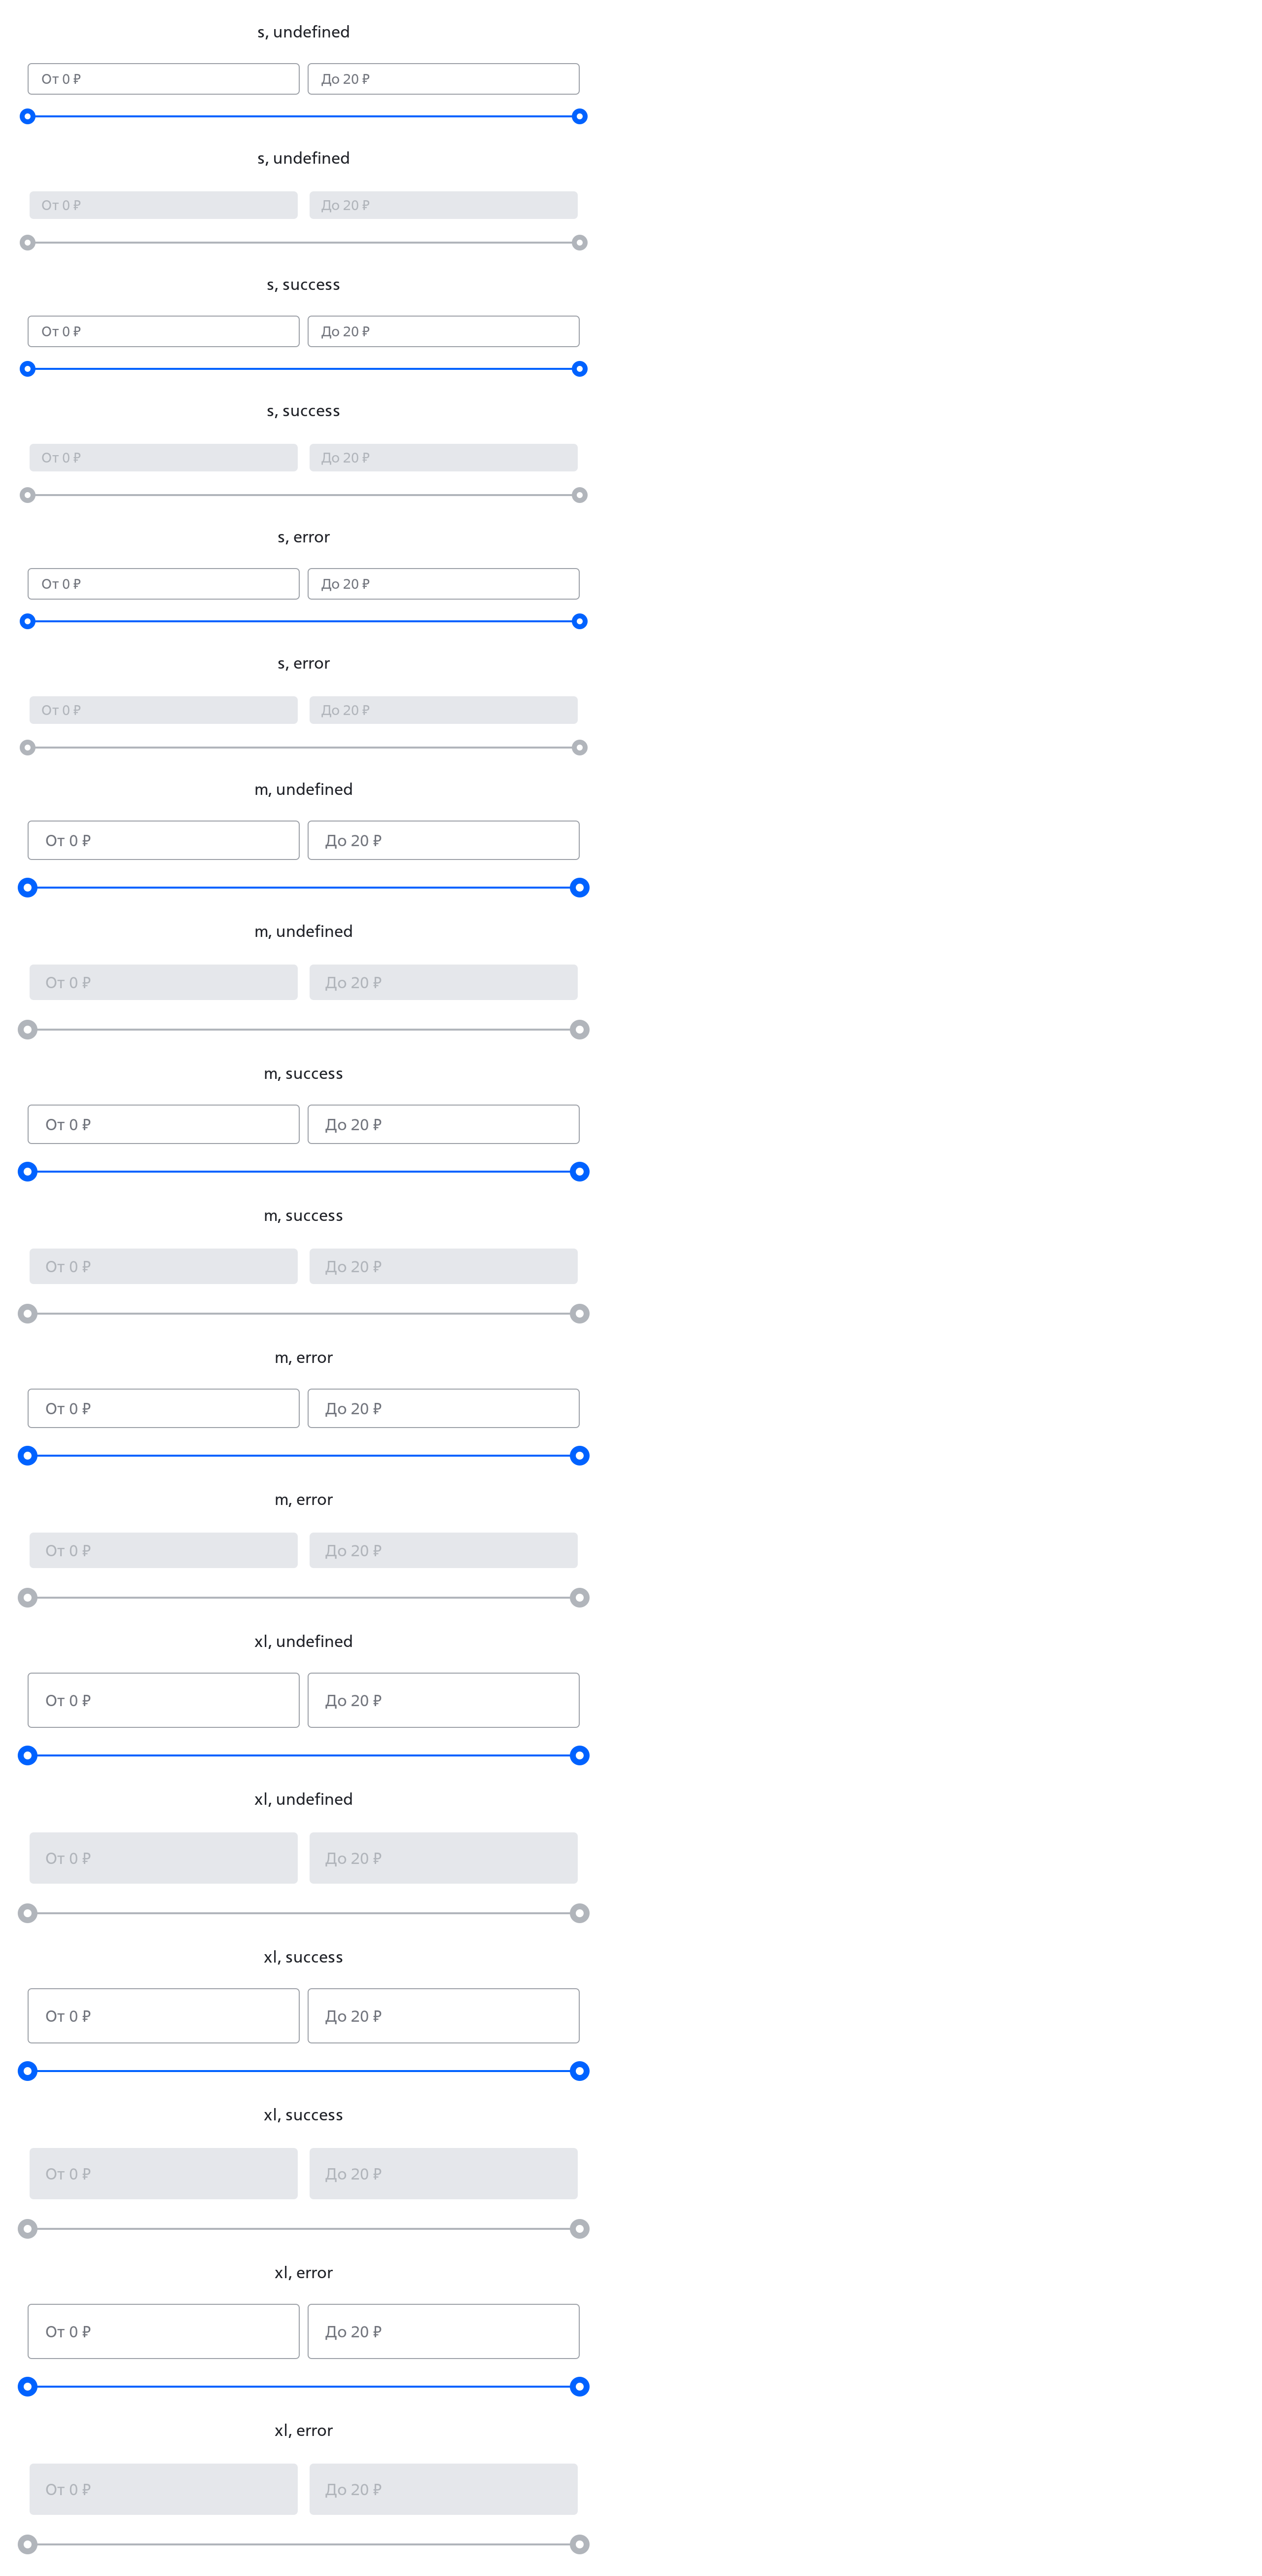 s, undefined
От 0 ₽ До 20 ₽
s, undefined
От 0 ₽ До 20 ₽
s, success
От 0 ₽ До 20 ₽
s, success
От 0 ₽ До 20 ₽
s, error
От 0 ₽ До 20 ₽
s, error
От 0 ₽ До 20 ₽
m, undefined
От 0 ₽ До 20 ₽
m, undefined
От 0 ₽ До 20 ₽
m, success
От 0 ₽ До 20 ₽
m, success
От 0 ₽ До 20 ₽
m, error
От 0 ₽ До 20 ₽
m, error
От 0 ₽ До 20 ₽
xl, undefined
От 0 ₽ До 20 ₽
xl, undefined
От 0 ₽ До 20 ₽
xl, success
От 0 ₽ До 20 ₽
xl, success
От 0 ₽ До 20 ₽
xl, error
От 0 ₽ До 20 ₽
xl, error
От 0 ₽ До 20 ₽